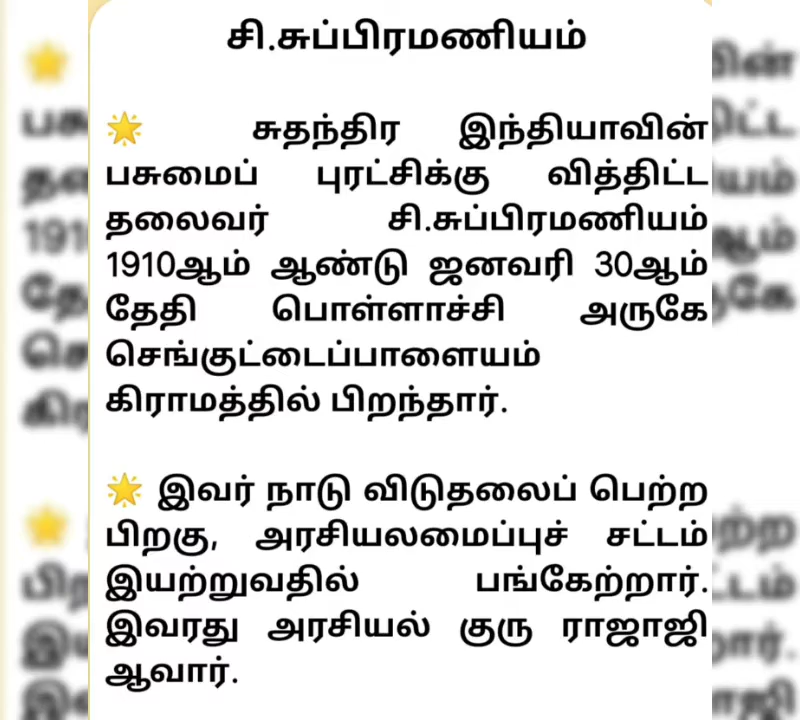 சி.சுப்பிரமணியம்
🌟 சுதந்திர இந்தியாவின்
பசுமைப் புரட்சிக்கு வித்திட்ட
தலைவர் சி.சுப்பிரமணியம்
1910ஆம் ஆண்டு ஜனவரி 30ஆம்
தேதி பொள்ளாச்சி அருகே
செங்குட்டைப்பாளையம்
கிராமத்தில் பிறந்தார்.
🌟 இவர் நாடு விடுதலைப் பெற்ற
பிறகு, அரசியலமைப்புச் சட்டம்
இயற்றுவதில் பங்கேற்றார்.
இவரது அரசியல் குரு ராஜாஜி
ஆவார்.